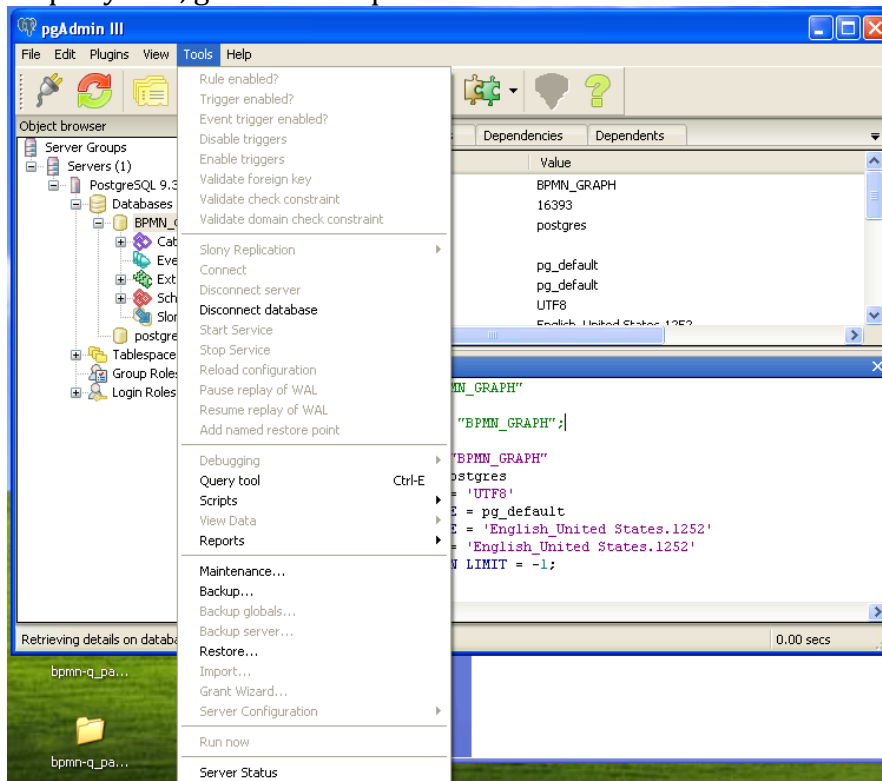 pgAdmin III
File Edit Plugins View Tools Help
Object browser
Server Groups
Servers (1)
PostgreSQL 9.3
Databases
BPMN_
Cat
Eve
Ext
Sch
Slon
postgre
Tablespace
Group Roles
Login Roles
Rule enabled?
Trigger enabled?
Event trigger enabled?
Disable triggers
Enable triggers
Validate foreign key
Validate check constraint
Validate domain check constraint
Slony Replication
Connect
Disconnect server
Disconnect database
Start Service
Stop Service
Reload configuration
Pause replay of WAL
Resume replay of WAL
Add named restore point
Debugging
Query tool Ctrl-E
Scripts
View Data
Reports
Maintenance...
Backup...
Backup globals...
Backup server...
Restore...
Import...
Grant Wizard...
Server Configuration
Run now
Server Status
Dependencies Dependents
Value
BPMN_GRAPH
16393
postgres
pg_default
pg_default
UTF8
English_United States.1252
MN_GRAPH"
"BPMN_GRAPH";
"BPMN_GRAPH"
ostgres
= 'UTF8'
E = pg_default
E = 'English_United States.1252'
= 'English_United States.1252'
N LIMIT = -1;
Retrieving details on databa
0.00 secs
bpmn-q_pa...
bpmn-q_pa...